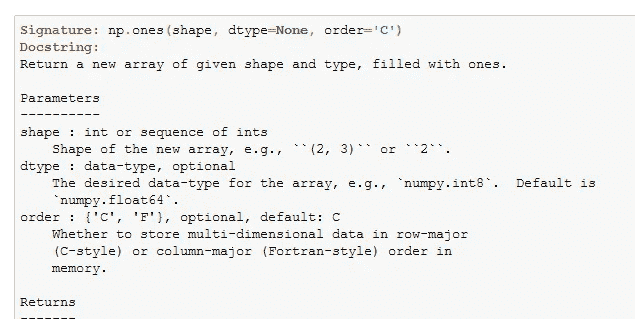 Signature: np.ones(shape, dtype=None, order='C')
Docstring:
Return a new array of given shape and type, filled with ones.
Parameters
----------
shape : int or sequence of ints
Shape of the new array, e.g., ``(2, 3)`` or ``2``.
dtype : data-type, optional
The desired data-type for the array, e.g., `numpy.int8`.  Default is
`numpy.float64`.
order : {'C', 'F'}, optional, default: C
Whether to store multi-dimensional data in row-major
(C-style) or column-major (Fortran-style) order in
memory.
Returns
-------